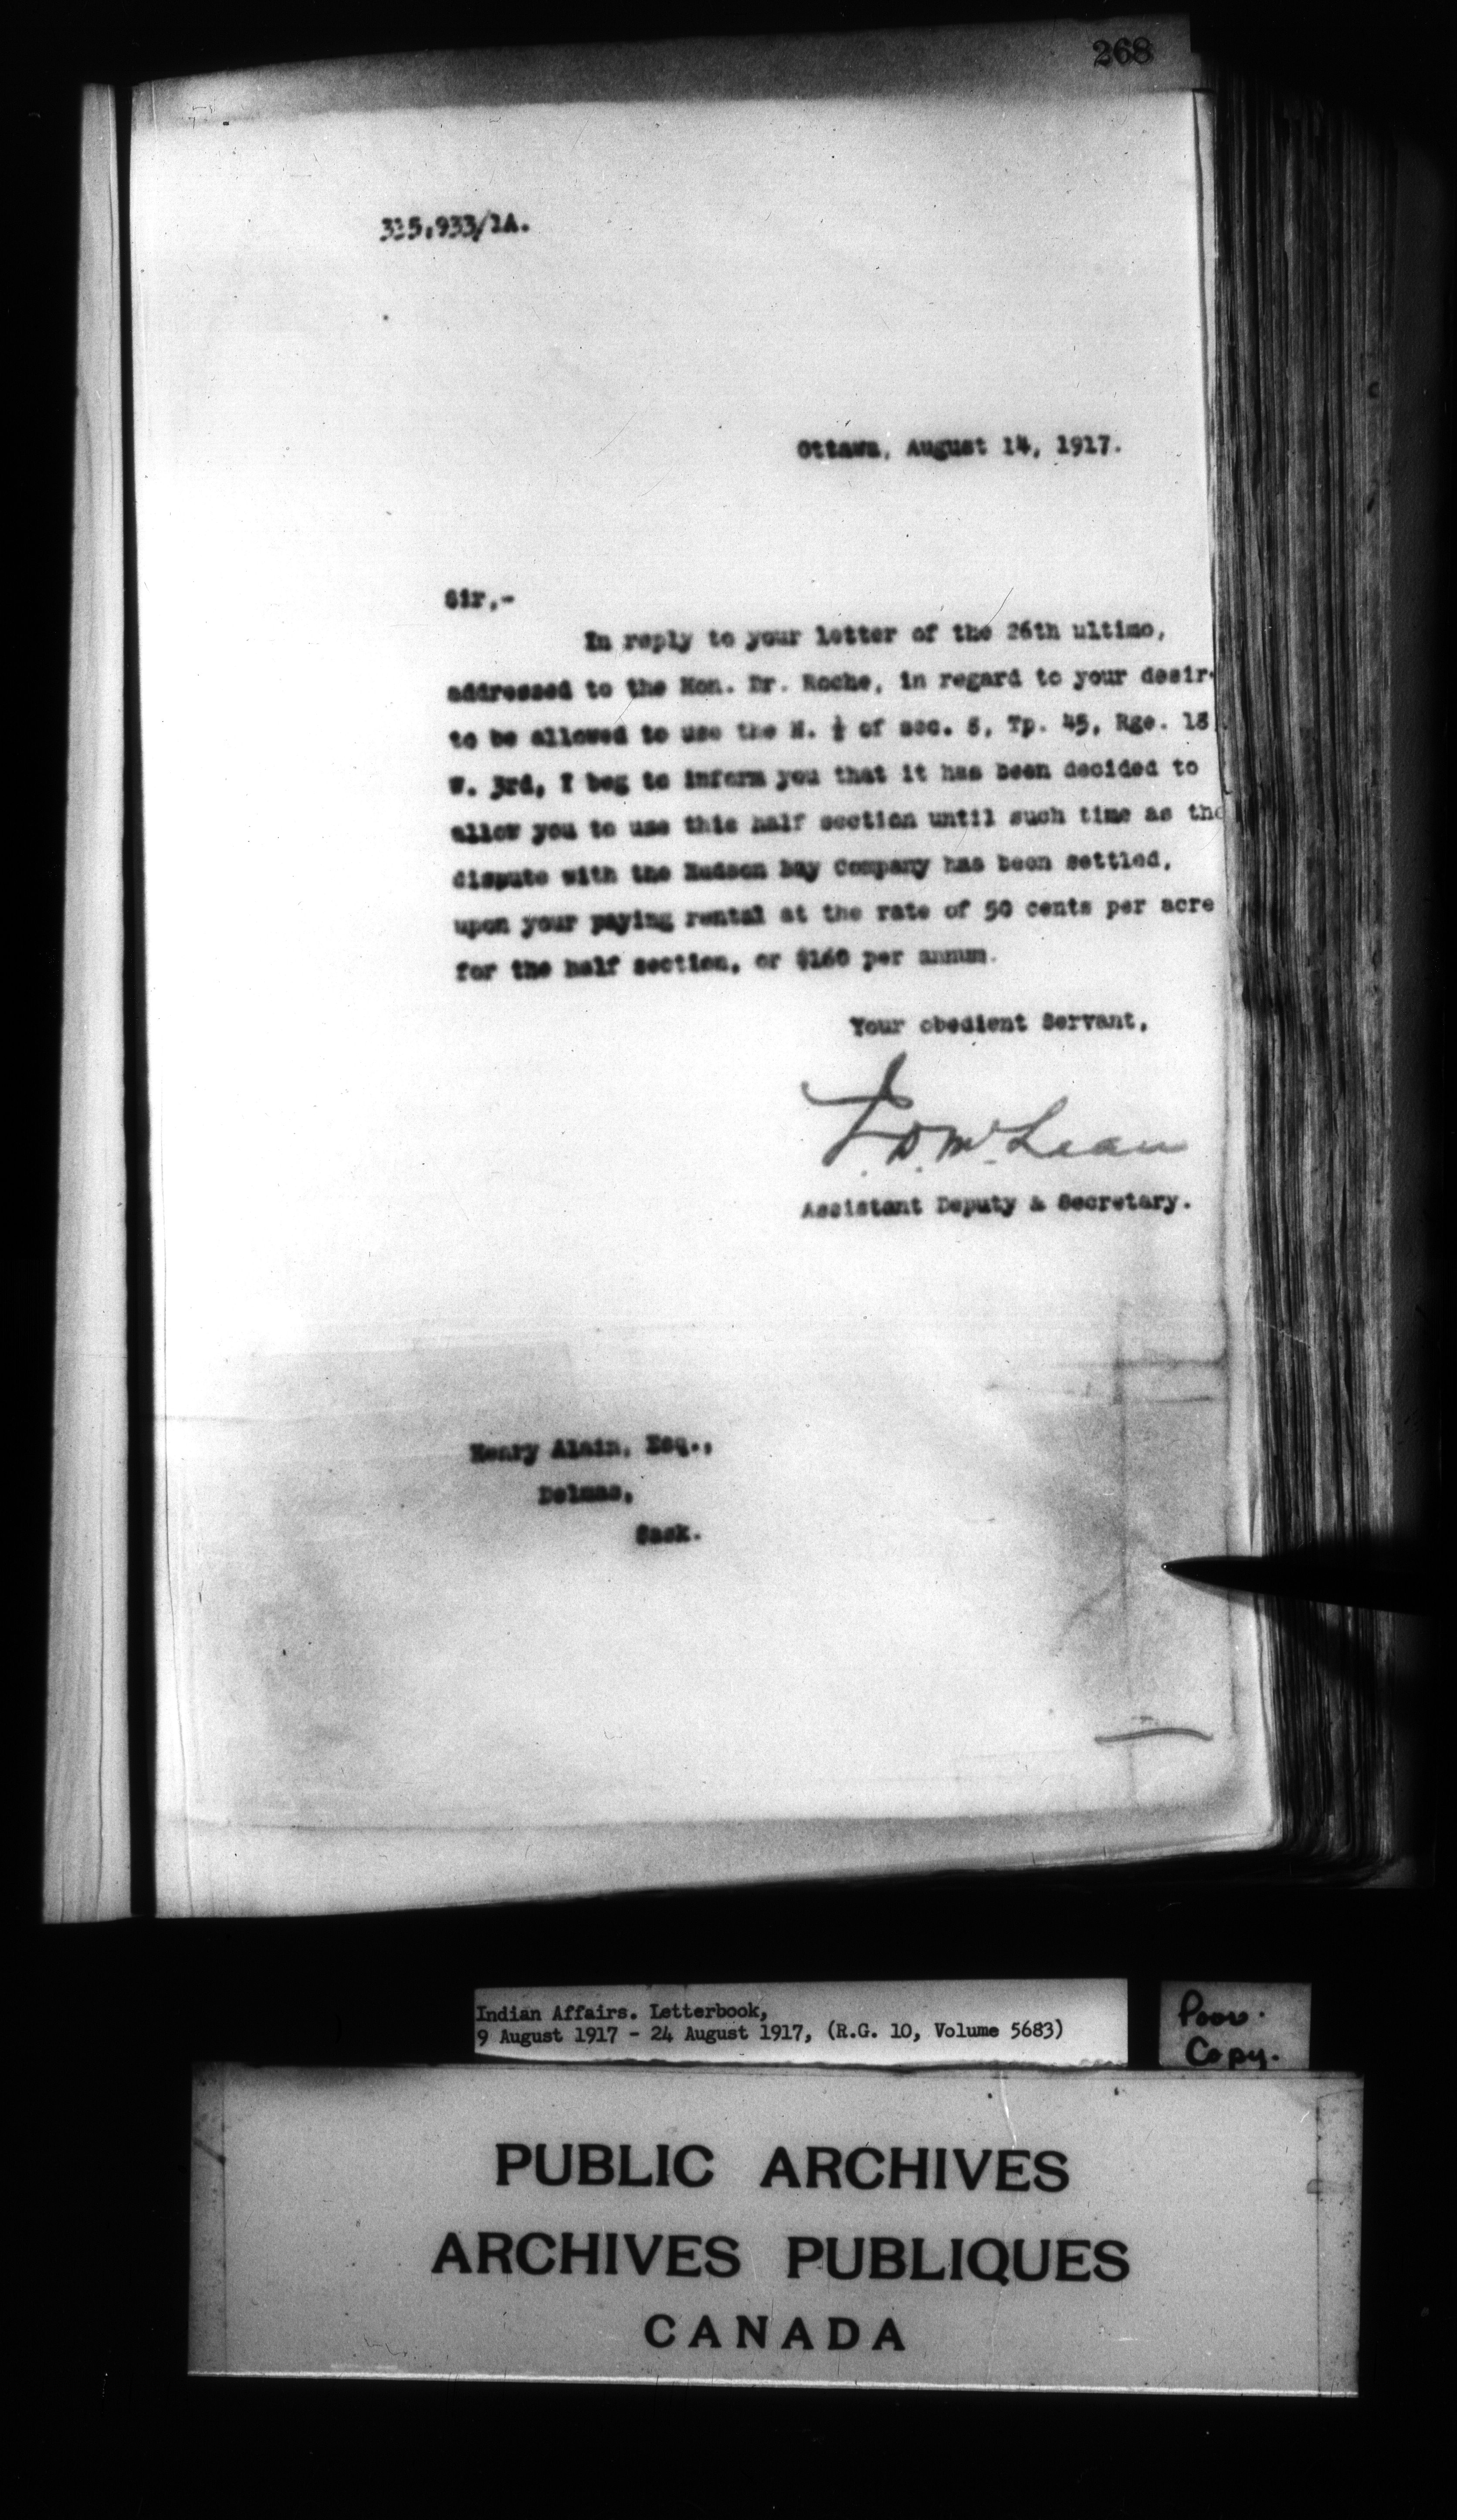 268
315,933/1A.
Ottawa, August 14, 1917.
Sir,-
In reply to your letter of the 26th ultimo,
addressed to the Hon. Dr. Roche, in regard to your desire
to be allowed to use the N. ½ of sec. 8, Tp. 45, Rge. 18
W. 3rd, I beg to inform you that it has been decided to
allow you to use this half section until such time as the
dispute with the Hudson Bay Company has been settled,
upon your paying rental at the rate of 50 cents per acre
for the half section, or $160 per annum.
Your obedient Servant,
J. D. McLean
Assistant Deputy & Secretary.
Henry Alain, Esq.,
Delmas,
Sask.
Indian Affairs. Letterbook,
9 August 1917 - 24 August 1917, (R.G. 10, Volume 5683)
Poor.
Copy.
PUBLIC ARCHIVES
ARCHIVES PUBLIQUES
CANADA